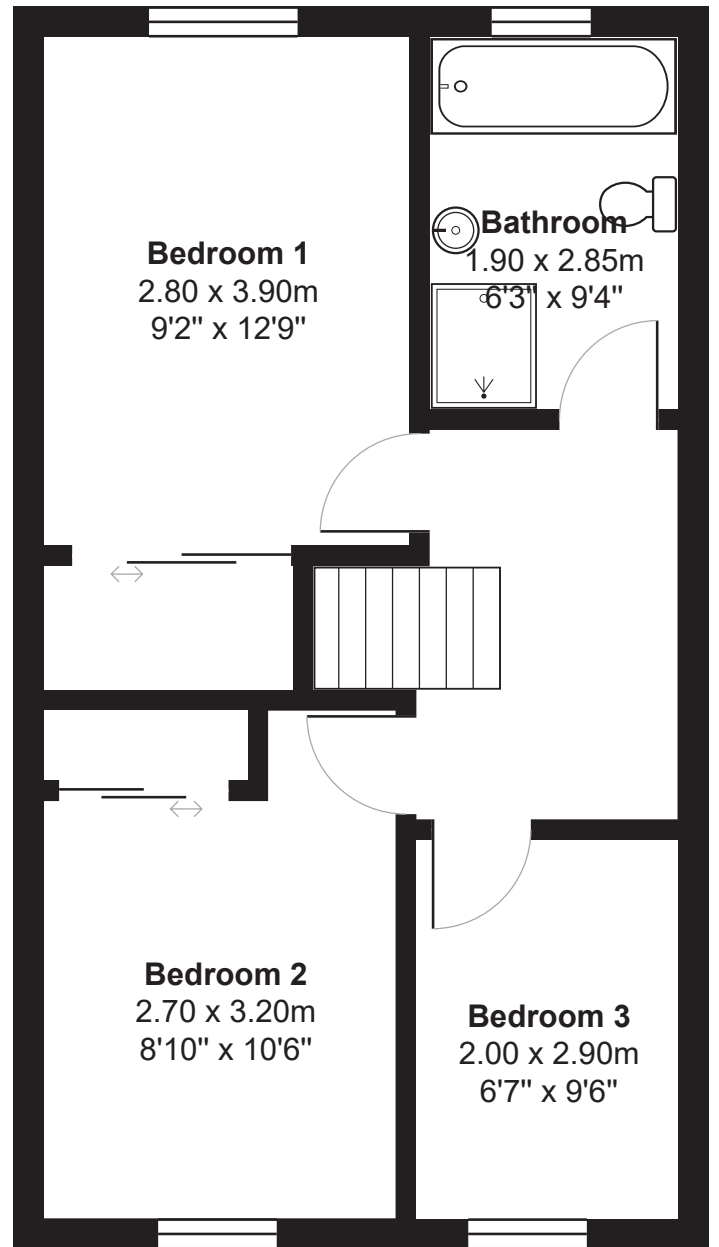 Bedroom 1
2.80 x 3.90m
9'2" x 12'9"
Bathroom
1.90 x 2.85m
6'3" x 9'4"
Bedroom 2
2.70 x 3.20m
8'10" x 10'6"
Bedroom 3
2.00 x 2.90m
6'7" x 9'6"